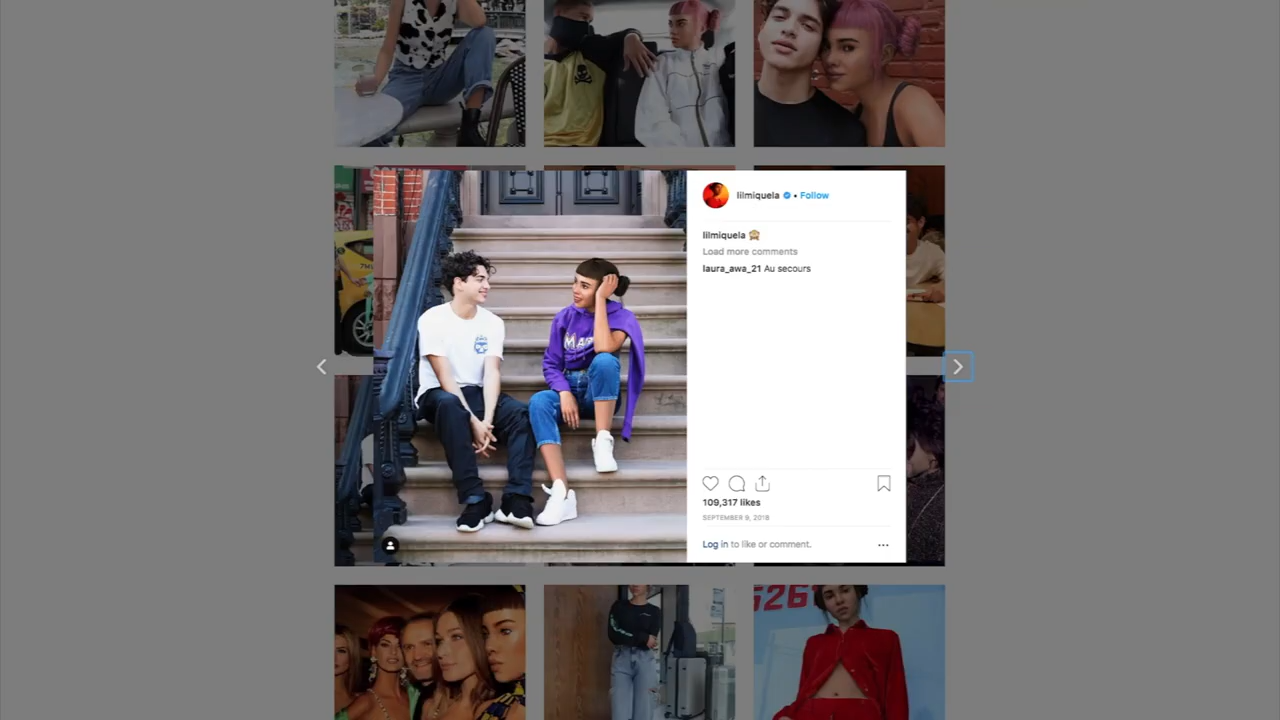 lilmiquela • Follow
lilmiquela 🙈
Load more comments
laura_awa_21 Au secours
109,317 likes
SEPTEMBER 9, 2018
Log in to like or comment.
526